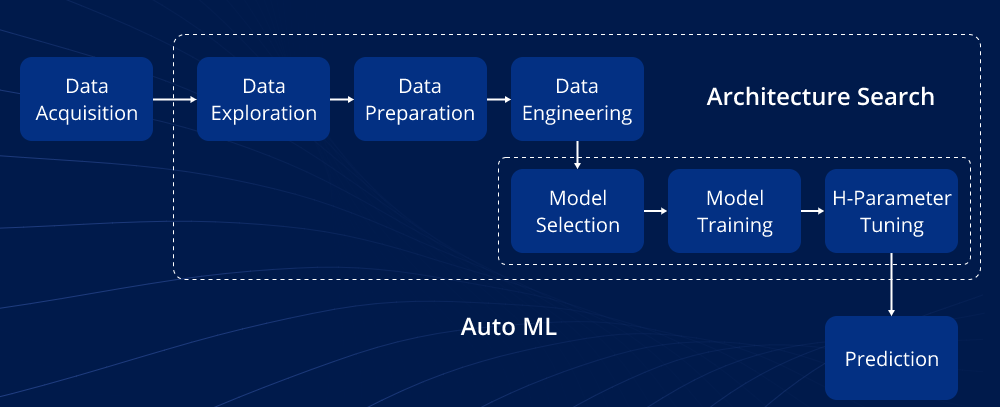 Data
Acquisition
Data
Exploration
Data
Preparation
Data
Engineering
Architecture Search
Model
Selection
Model
Training
H-Parameter
Tuning
Auto ML
Prediction